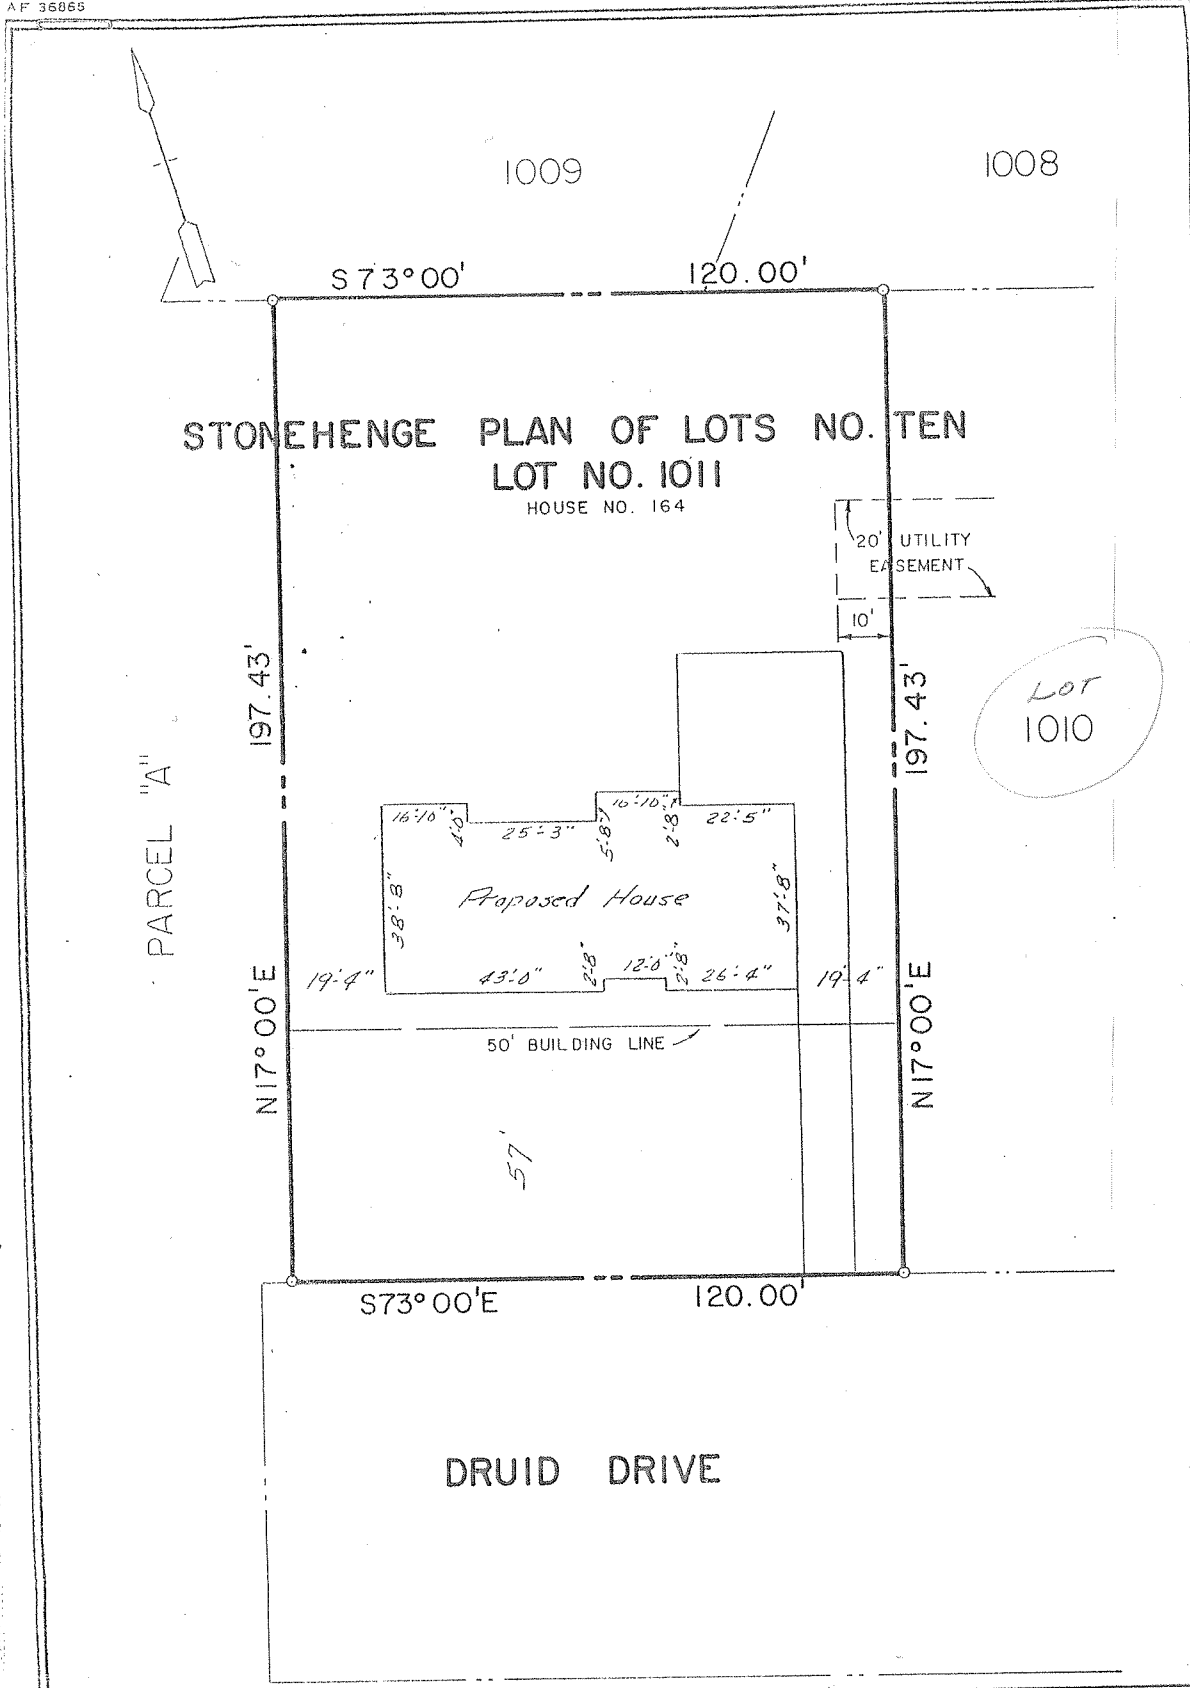 AF 36865
1009
1008
S 73°00'
120.00'
STONEHENGE PLAN OF LOTS NO. TEN
LOT NO. 1011
HOUSE NO. 164
20' UTILITY
EASEMENT
10'
197.43'
197.43'
LOT
1010
PARCEL "A"
16'-10"
4'-0"
25'-3"
5'-8"
16'-10"
2'-8"
22'-5"
38'-8"
Proposed House
37'-8"
19'-4"
43'-0"
2'-8"
12'-0"
2'-8"
26'-4"
19'-4"
N17°00'E
N17°00'E
50' BUILDING LINE
57'
S73°00'E
120.00'
DRUID DRIVE